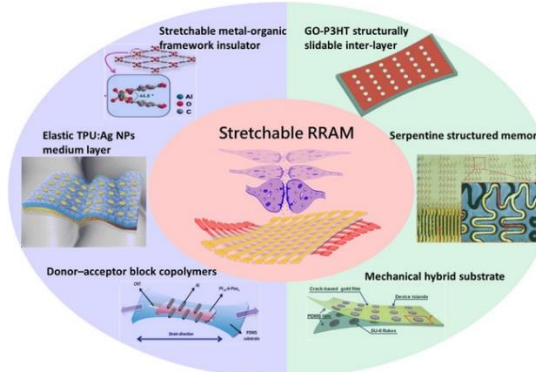 Stretchable metal-organic
framework insulator
GO-P3HT structurally
slidable inter-layer
Al
O
C
Elastic TPU:Ag NPs
medium layer
Stretchable RRAM
Serpentine structured memor
Donor–acceptor block copolymers
Mechanical hybrid substrate
CNT
Al
PDMS
substrate
Strain direction
Crack-based gold film
Device islands
PDMS
SU-8